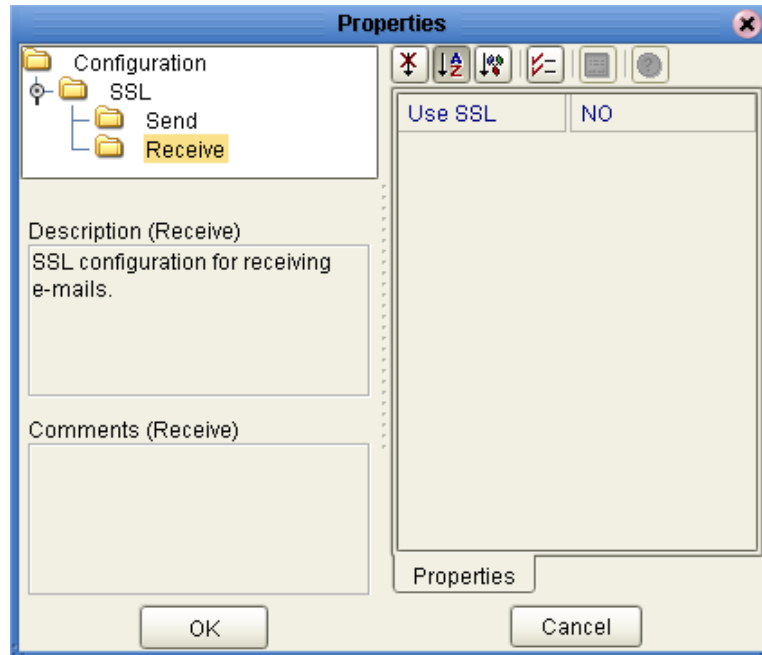 Properties
Configuration
SSL
Send
Receive
Description (Receive)
SSL configuration for receiving
e-mails.
Comments (Receive)
Use SSL NO
Properties
OK
Cancel